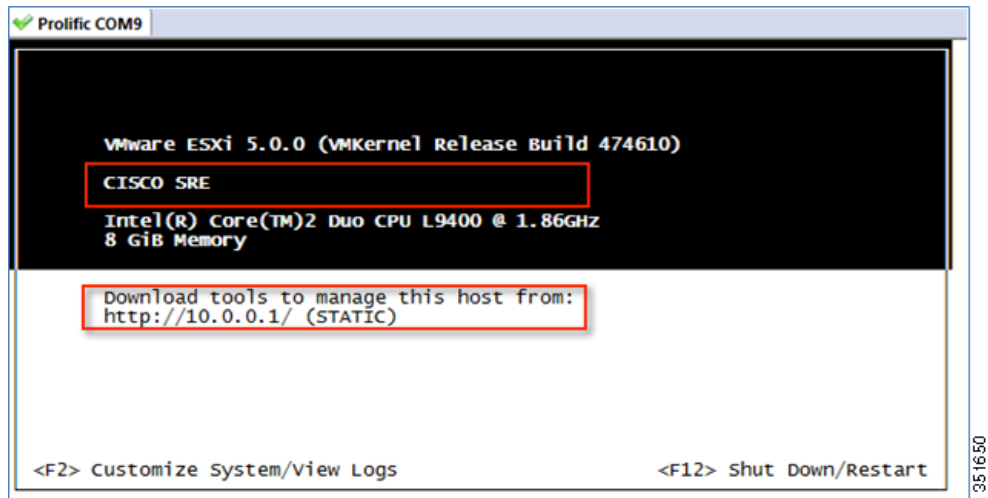 Prolific COM9
VMware ESXi 5.0.0 (VMKernel Release Build 474610)
CISCO SRE
Intel(R) Core(TM)2 Duo CPU L9400 @ 1.86GHz
8 GiB Memory
Download tools to manage this host from:
http://10.0.0.1/ (STATIC)
<F2> Customize System/View Logs
<F12> Shut Down/Restart
351650